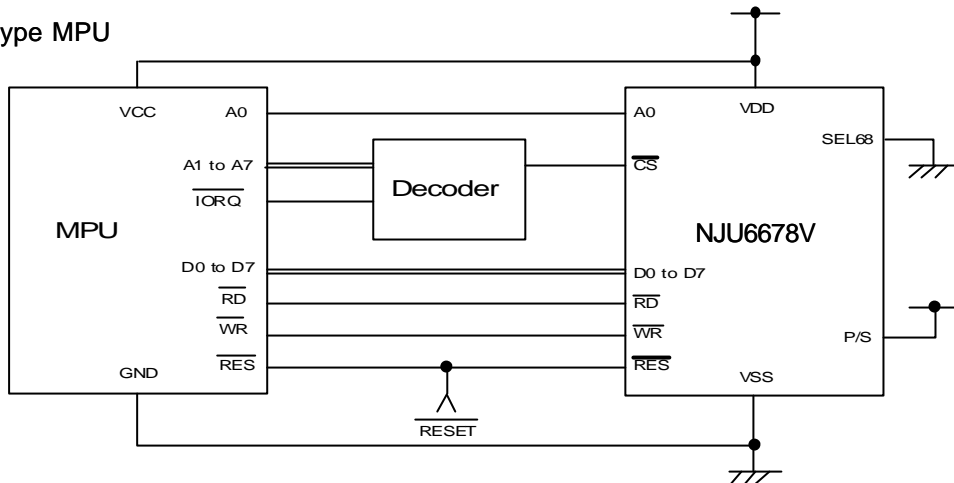 ype MPU
VCC
A0
A1 to A7
IORQ
MPU
D0 to D7
RD
WR
RES
GND
Decoder
RESET
A0
VDD
SEL68
CS
NJU6678V
D0 to D7
RD
WR
P/S
RES
VSS